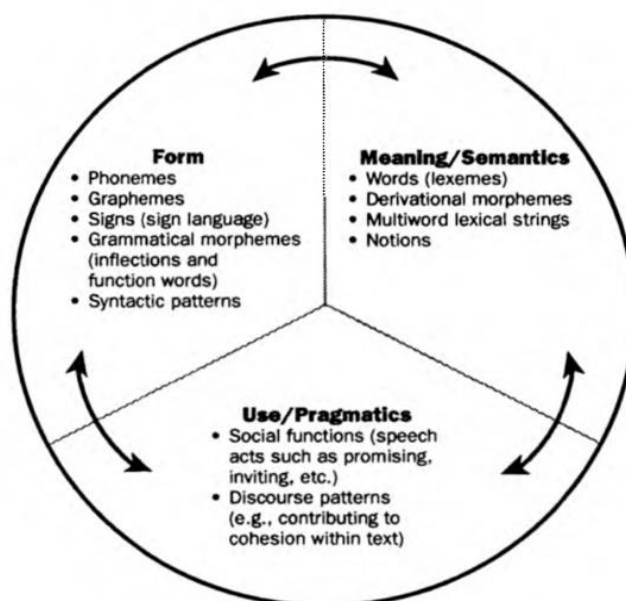 Form
• Phonemes
• Graphemes
• Signs (sign language)
• Grammatical morphemes
(inflections and
function words)
• Syntactic patterns
Meaning/Semantics
• Words (lexemes)
• Derivational morphemes
• Multiword lexical strings
• Notions
Use/Pragmatics
• Social functions (speech
acts such as promising,
inviting, etc.)
• Discourse patterns
(e.g., contributing to
cohesion within text)